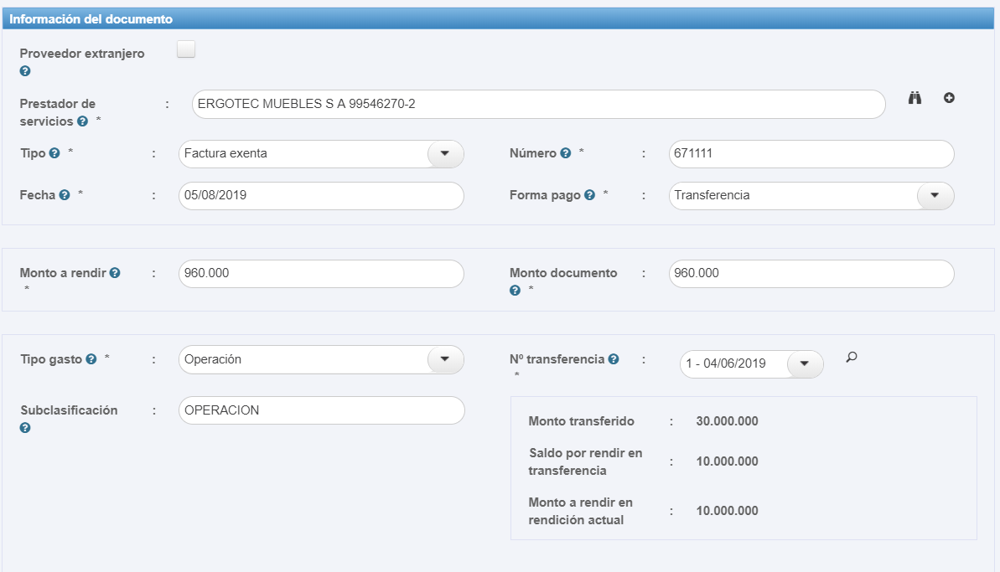 Información del documento
Proveedor extranjero
?
Prestador de
servicios ? * : ERGOTEC MUEBLES S A 99546270-2
Tipo ? * : Factura exenta Número ? * : 671111
Fecha ? * : 05/08/2019 Forma pago ? * : Transferencia
Monto a rendir ? : 960.000 Monto documento : 960.000
* ? *
Tipo gasto ? * : Operación Nº transferencia ? : 1 - 04/06/2019
*
Subclasificación : OPERACION
?
Monto transferido : 30.000.000
Saldo por rendir en
transferencia : 10.000.000
Monto a rendir en
rendición actual : 10.000.000